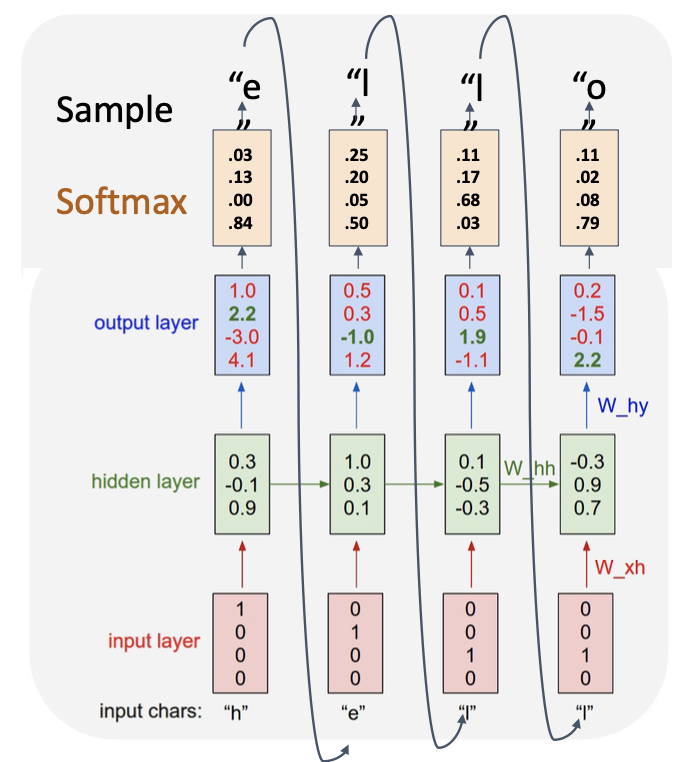 “e “l “l “o
Sample
” ” ” ”
.03 .25 .11 .11
.13 .20 .17 .02
Softmax .00 .05 .68 .08
.84 .50 .03 .79
1.0 0.5 0.1 0.2
output layer 2.2 0.3 0.5 -1.5
-3.0 -1.0 1.9 -0.1
4.1 1.2 -1.1 2.2
W_hy
0.3 1.0 0.1 W_hh -0.3
hidden layer -0.1 0.3 -0.5 0.9
0.9 0.1 -0.3 0.7
W_xh
1 0 0 0
0 1 0 0
input layer 0 0 1 1
0 0 0 0
input chars: “h” “e” “l” “l”